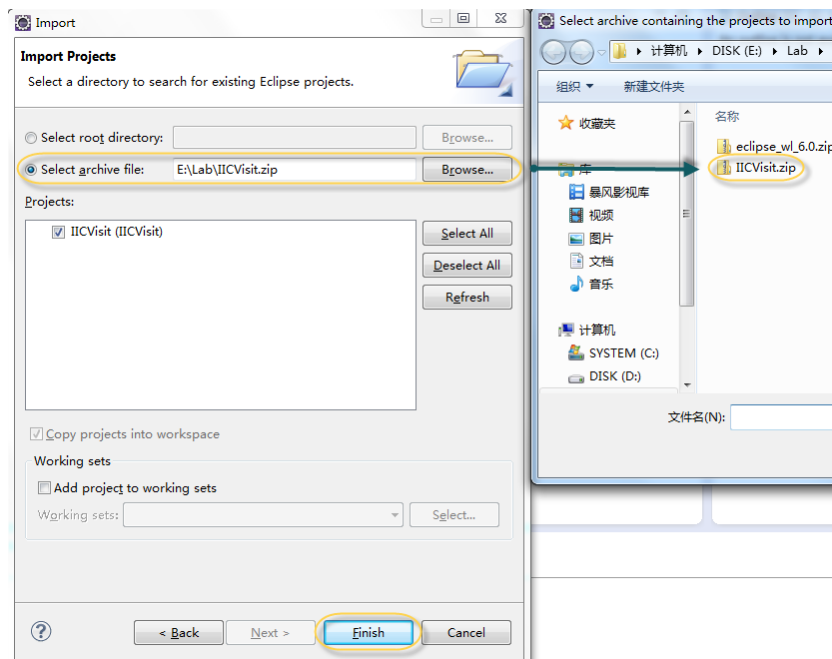 Import
Import Projects
Select a directory to search for existing Eclipse projects.
Select root directory:
Browse...
Select archive file:
E:\Lab\IICVisit.zip
Browse...
Projects:
IICVisit (IICVisit)
Select All
Deselect All
Refresh
Copy projects into workspace
Working sets
Add project to working sets
Working sets:
Select...
?
< Back
Next >
Finish
Cancel
Select archive containing the projects to import
计算机 DISK (E:) Lab
组织
新建文件夹
收藏夹
库
暴风影视库
视频
图片
文档
音乐
计算机
SYSTEM (C:)
DISK (D:)
名称
eclipse_wl_6.0.zip
IICVisit.zip
文件名(N):